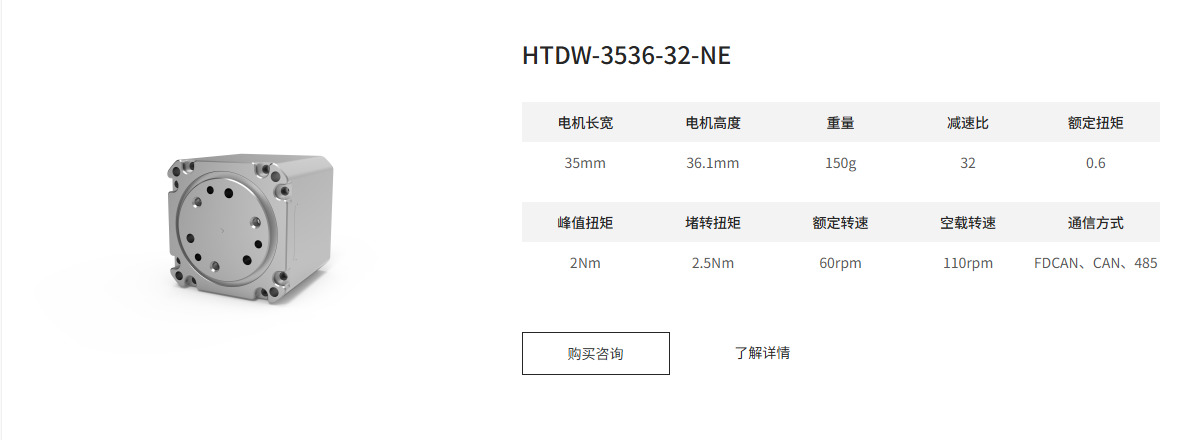 HTDW-3536-32-NE
电机长宽 电机高度 重量 减速比 额定扭矩
35mm 36.1mm 150g 32 0.6
峰值扭矩 堵转扭矩 额定转速 空载转速 通信方式
2Nm 2.5Nm 60rpm 110rpm FDCAN、CAN、485
购买咨询 了解详情